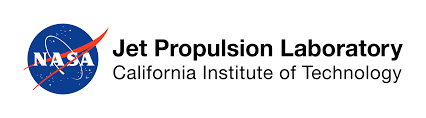 NASA
Jet Propulsion Laboratory
California Institute of Technology